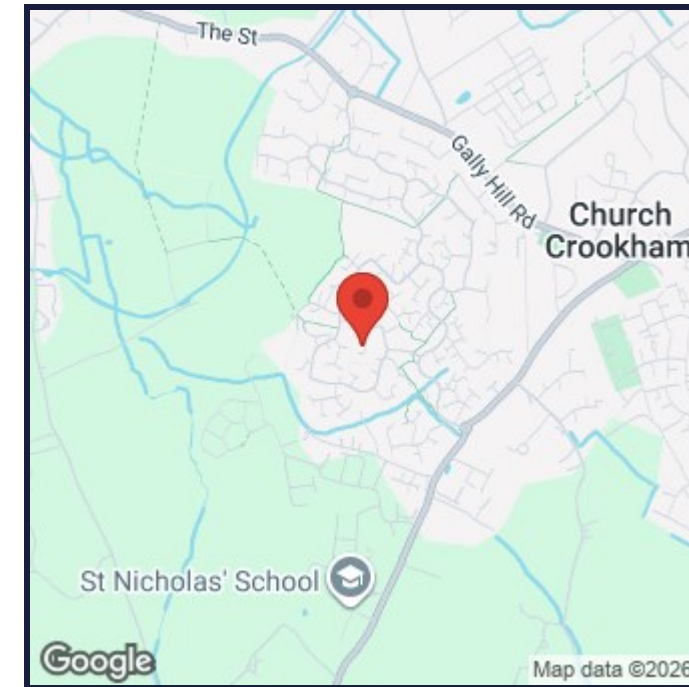 The St
Gally Hill Rd
Church
Crookham
St Nicholas' School
Google
Map data ©2026